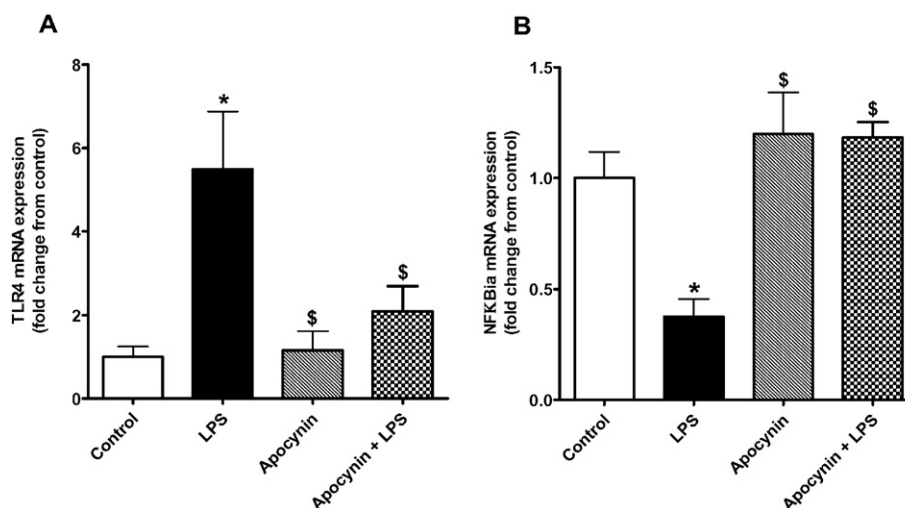 A
TLR4 mRNA expression
(fold change from control)
8
6
4
2
0
*
$
$
Control
LPS
Apocynin
Apocynin + LPS
B
NFKBia mRNA expression
(fold change from control)
1.5
1.0
0.5
0.0
*
$
$
Control
LPS
Apocynin
Apocynin + LPS